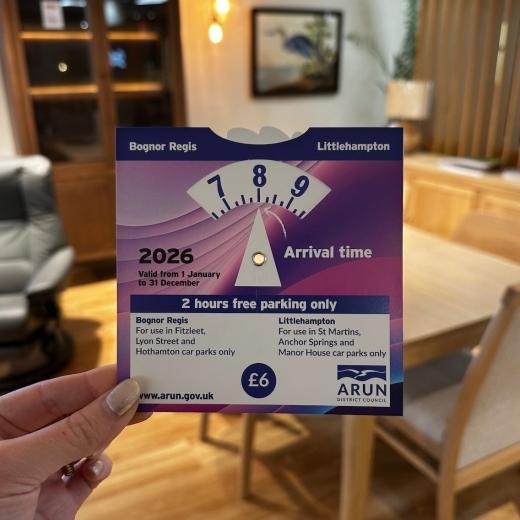 Bognor Regis Littlehampton
7 8 9
Arrival time
2026
Valid from 1 January
to 31 December
2 hours free parking only
Bognor Regis
For use in Fitzleet,
Lyon Street and
Hothamton car parks only
Littlehampton
For use in St Martins,
Anchor Springs and
Manor House car parks only
£6
www.arun.gov.uk
ARUN
DISTRICT COUNCIL